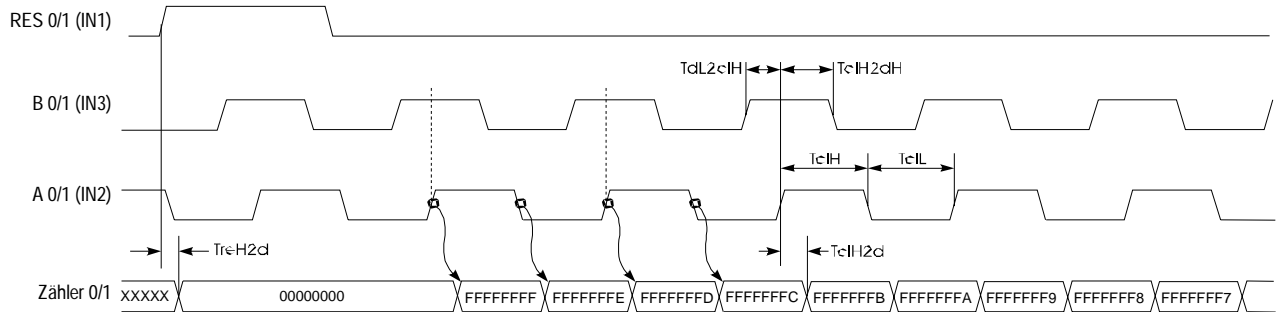 RES 0/1 (IN1)
TdL2clH TclH2dH
B 0/1 (IN3)
TclH TclL
A 0/1 (IN2)
TreH2d TclH2d
Zähler 0/1 XXXXX 00000000 FFFFFFFF FFFFFFFE FFFFFFFD FFFFFFFC FFFFFFFB FFFFFFFA FFFFFFF9 FFFFFFF8 FFFFFFF7